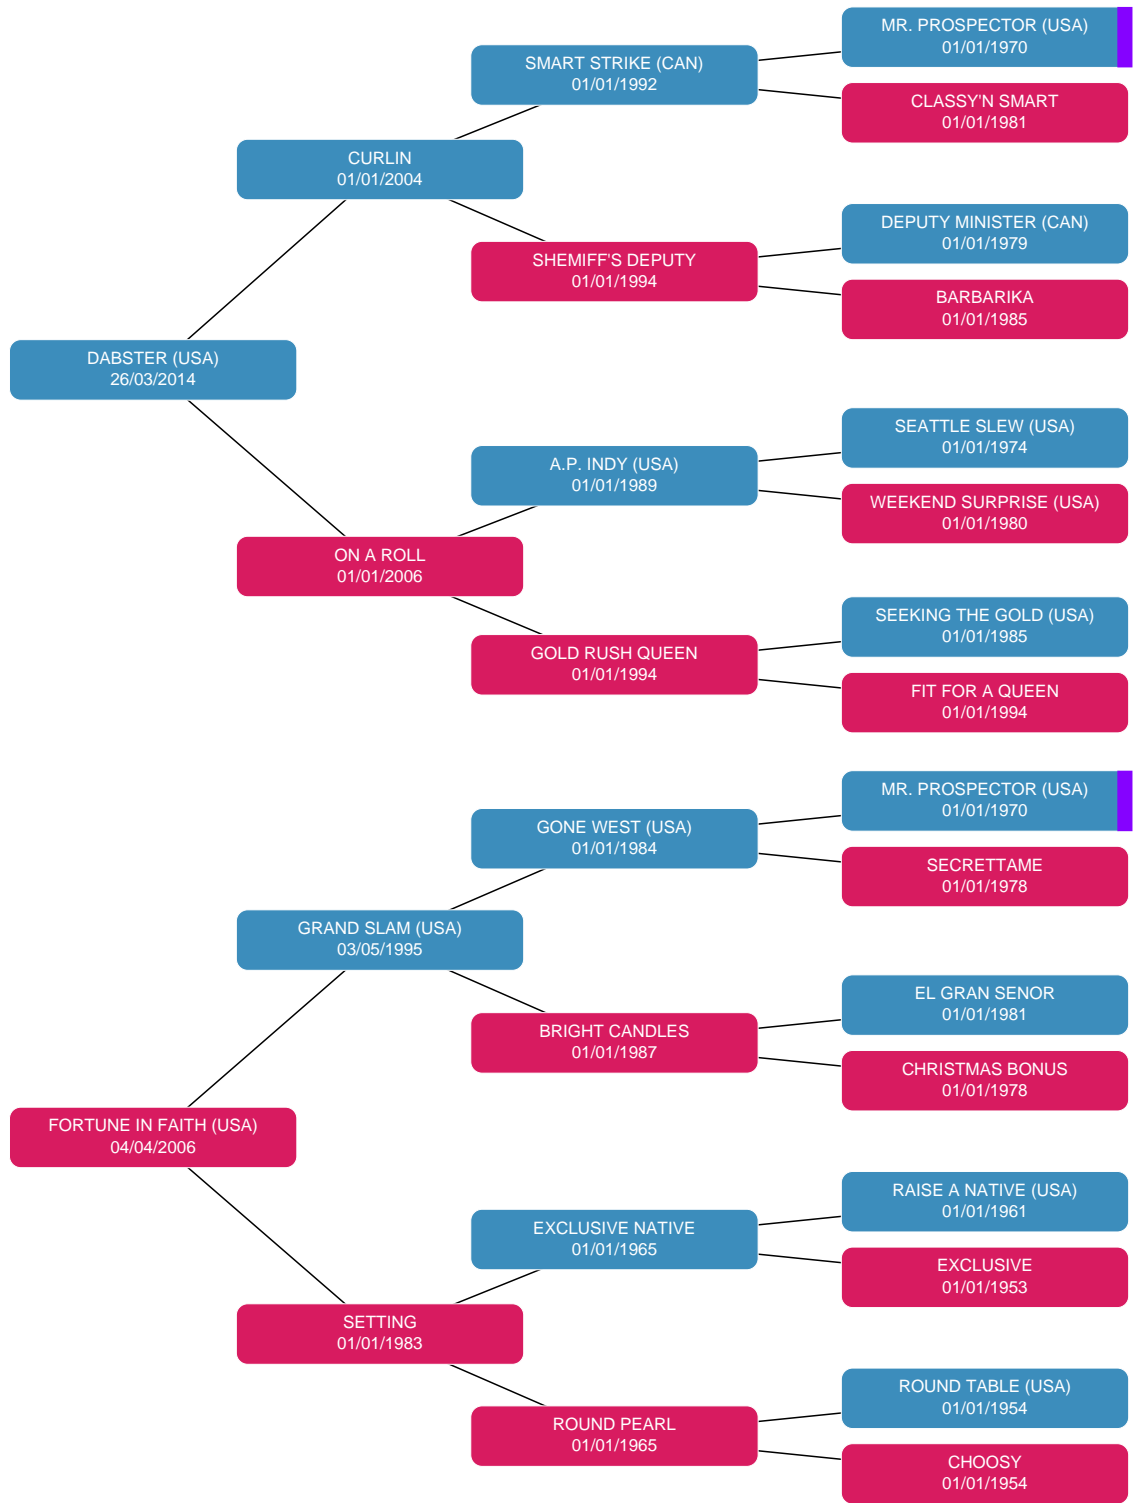 MR. PROSPECTOR (USA)
01/01/1970
SMART STRIKE (CAN)
01/01/1992
CLASSY'N SMART
01/01/1981
CURLIN
01/01/2004
DEPUTY MINISTER (CAN)
01/01/1979
SHEMIFF'S DEPUTY
01/01/1994
BARBARIKA
01/01/1985
DABSTER (USA)
26/03/2014
SEATTLE SLEW (USA)
01/01/1974
A.P. INDY (USA)
01/01/1989
WEEKEND SURPRISE (USA)
01/01/1980
ON A ROLL
01/01/2006
SEEKING THE GOLD (USA)
01/01/1985
GOLD RUSH QUEEN
01/01/1994
FIT FOR A QUEEN
01/01/1994
MR. PROSPECTOR (USA)
01/01/1970
GONE WEST (USA)
01/01/1984
SECRETTAME
01/01/1978
GRAND SLAM (USA)
03/05/1995
EL GRAN SENOR
01/01/1981
BRIGHT CANDLES
01/01/1987
CHRISTMAS BONUS
01/01/1978
FORTUNE IN FAITH (USA)
04/04/2006
RAISE A NATIVE (USA)
01/01/1961
EXCLUSIVE NATIVE
01/01/1965
EXCLUSIVE
01/01/1953
SETTING
01/01/1983
ROUND TABLE (USA)
01/01/1954
ROUND PEARL
01/01/1965
CHOOSY
01/01/1954